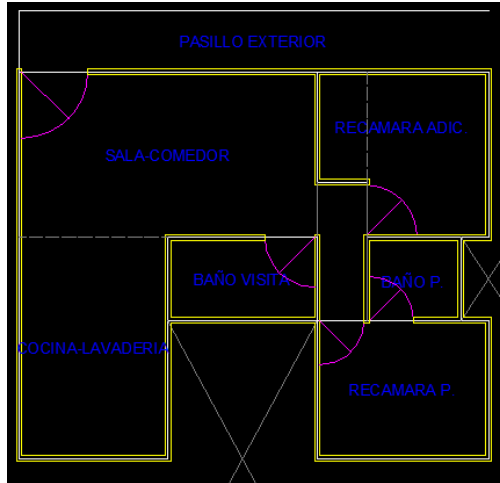 PASILLO EXTERIOR
RECAMARA ADIC.
SALA-COMEDOR
BAÑO VISITA
BAÑO P.
COCINA-LAVADERIA
RECAMARA P.